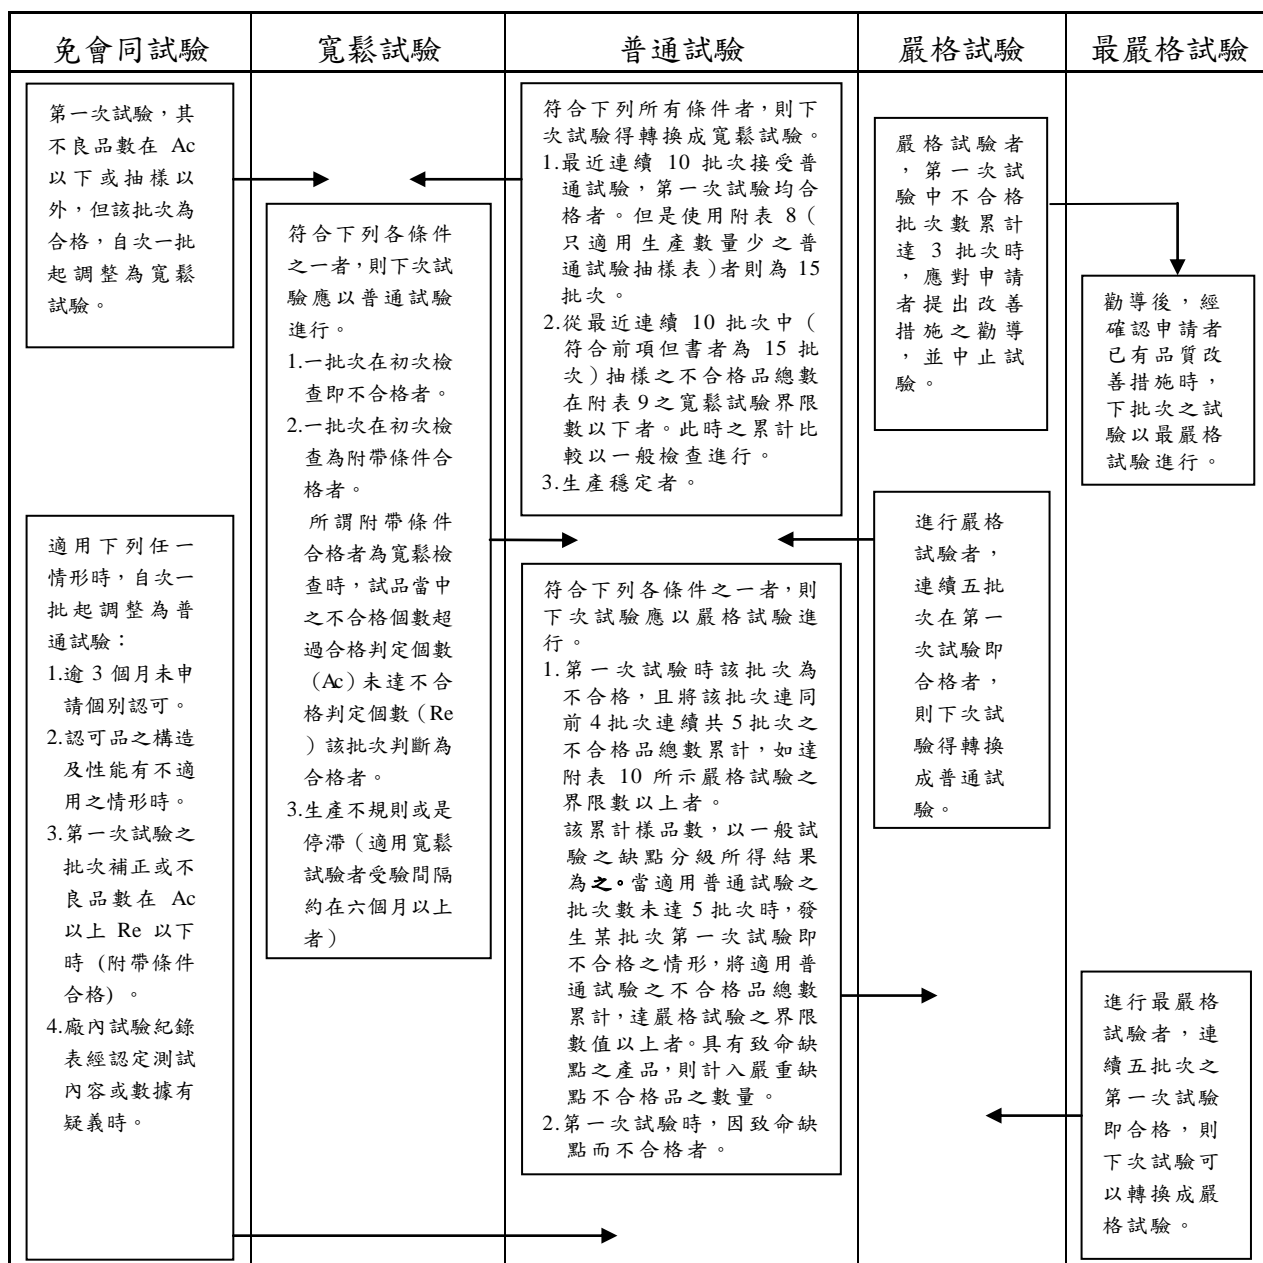 免會同試驗
寬鬆試驗
普通試驗
嚴格試驗
最嚴格試驗
第一次試驗，其
不良品數在 Ac
以下或抽樣以
外，但該批次為
合格，自次一批
起調整為寬鬆
試驗。
適用下列任一
情形時，自次一
批起調整為普
通試驗：
1.逾 3 個月未申
請個別認可。
2.認可品之構造
及性能有不適
用之情形時。
3.第一次試驗之
批次補正或不
良品數在 Ac
以上 Re 以下
時 (附帶條件
合格) 。
4.廠內試驗紀錄
表經認定測試
內容或數據有
疑義時。
符合下列各條件
之一者，則下次試
驗應以普通試驗
進行。
1.一批次在初次檢
查即不合格者。
2.一批次在初次檢
查為附帶條件合
格者。
所謂附帶條件
合格者為寬鬆檢
查時，試品當中
之不合格個數超
過合格判定個數
（Ac）未達不合
格判定個數（Re
）該批次判斷為
合格者。
3.生產不規則或是
停滯（適用寬鬆
試驗者受驗間隔
約在六個月以上
者）
符合下列所有條件者，則下
次試驗得轉換成寬鬆試驗。
1.最近連續 10 批次接受普
通試驗，第一次試驗均合
格者。但是使用附表 8（
只適用生產數量少之普
通試驗抽樣表）者則為 15
批次。
2.從最近連續 10 批次中（
符合前項但書者為 15 批
次）抽樣之不合格品總數
在附表 9 之寬鬆試驗界限
數以下者。此時之累計比
較以一般檢查進行。
3.生產穩定者。
符合下列各條件之一者，則
下次試驗應以嚴格試驗進
行。
1.第一次試驗時該批次為
不合格，且將該批次連同
前 4 批次連續共 5 批次之
不合格品總數累計，如達
附表 10 所示嚴格試驗之
界限數以上者。
該累計樣品數，以一般試
驗之缺點分級所得結果
為之。當適用普通試驗之
批次數未達 5 批次時，發
生某批次第一次試驗即
不合格之情形，將適用普
通試驗之不合格品總數
累計，達嚴格試驗之界限
數值以上者。具有致命缺
點之產品，則計入嚴重缺
點不合格品之數量。
2.第一次試驗時，因致命缺
點而不合格者。
嚴格試驗者
，第一次試
驗中不合格
批次數累計
達 3 批次時
，應對申請
者提出改善
措施之勸導
，並中止試
驗。
進行嚴格
試驗者，
連續五批
次在第一
次試驗即
合格者，
則下次試
驗得轉換
成普通試
驗。
勸導後，經
確認申請者
已有品質改
善措施時，
下批次之試
驗以最嚴格
試驗進行。
進行最嚴格
試驗者，連
續五批次之
第一次試驗
即合格，則
下次試驗可
以轉換成嚴
格試驗。